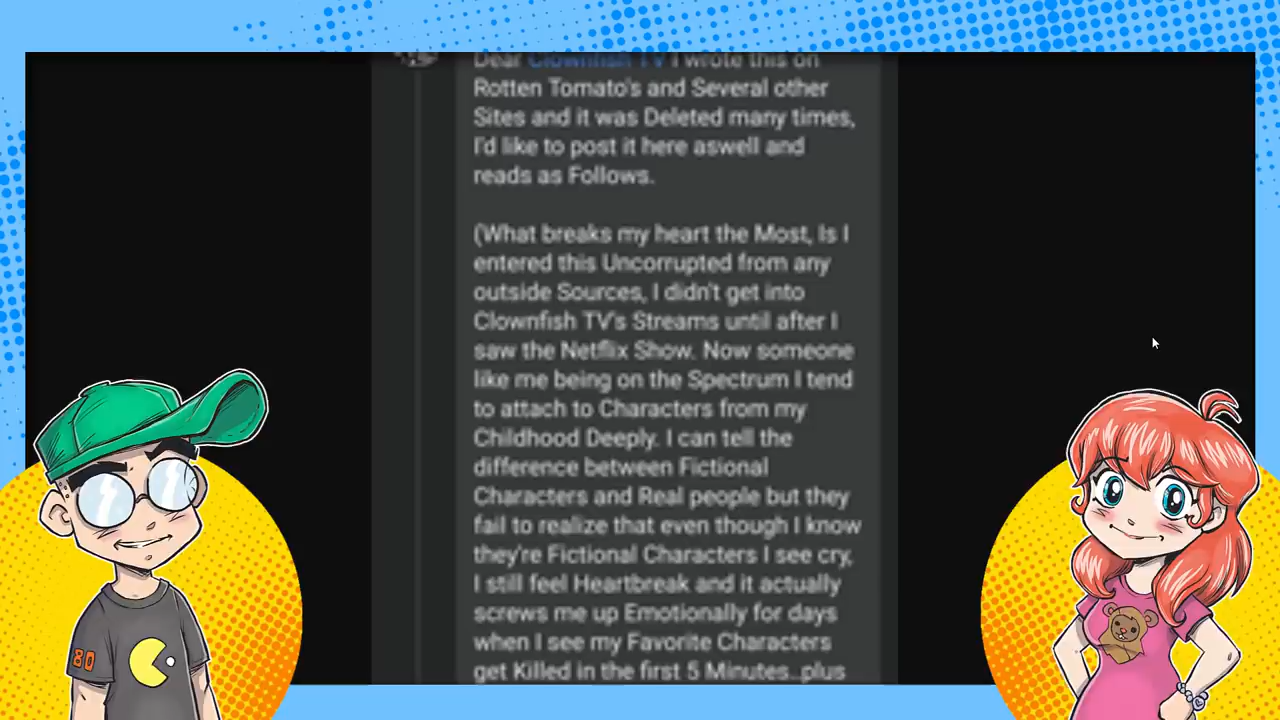 Dear Clownfish TV I wrote this on
Rotten Tomato's and Several other
Sites and it was Deleted many times,
I'd like to post it here aswell and
reads as Follows.
(What breaks my heart the Most, Is I
entered this Uncorrupted from any
outside Sources, I didn't get into
Clownfish TV's Streams until after I
saw the Netflix Show. Now someone
like me being on the Spectrum I tend
to attach to Characters from my
Childhood Deeply. I can tell the
difference between Fictional
Characters and Real people but they
fail to realize that even though I know
they're Fictional Characters I see cry,
I still feel Heartbreak and it actually
screws me up Emotionally for days
when I see my Favorite Characters
get Killed in the first 5 Minutes..plus
80